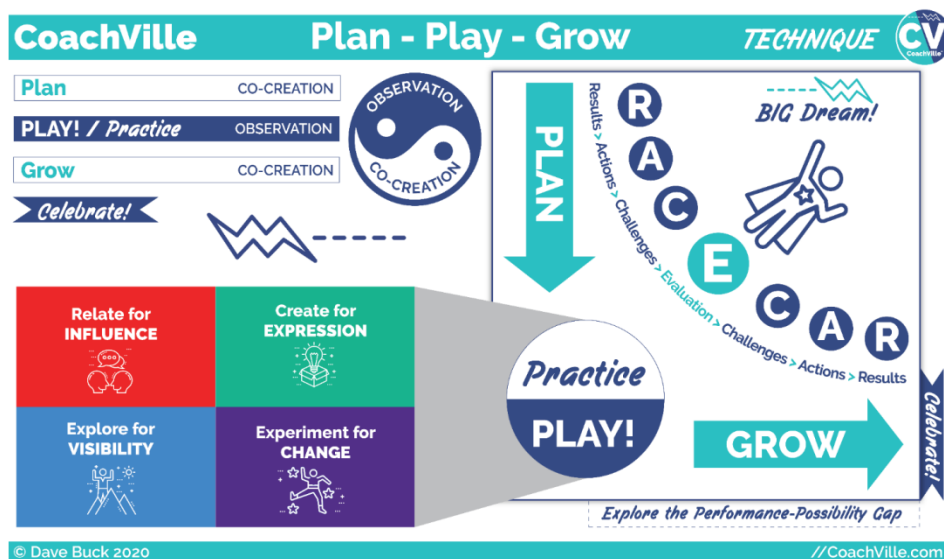 CoachVille Plan - Play - Grow TECHNIQUE CV
CoachVille
Plan CO-CREATION
PLAY! / Practice OBSERVATION
Grow CO-CREATION
Celebrate!
OBSERVATION
CO-CREATION
PLAN
BIG Dream!
R
A
C
E
C
A
R
Results > Actions > Challenges > Evaluation > Challenges > Actions > Results
Relate for
INFLUENCE
Create for
EXPRESSION
Explore for
VISIBILITY
Experiment for
CHANGE
Practice
PLAY!
GROW
Celebrate!
Explore the Performance-Possibility Gap
© Dave Buck 2020 //CoachVille.com